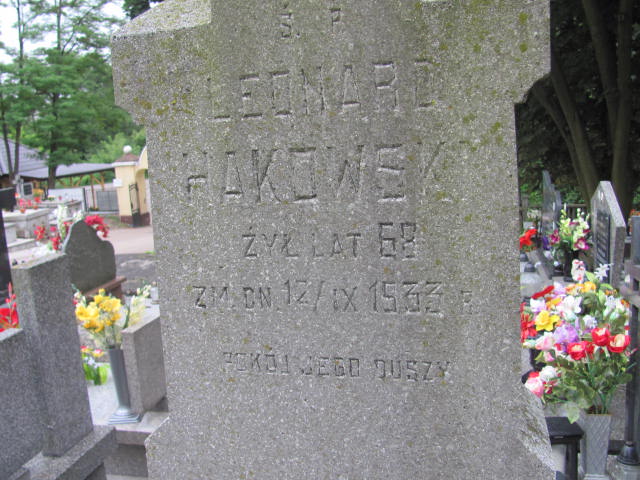 Ś. P.
LEONARD
HAKOWSKI
ŻYŁ LAT 68
ZM. DN. 12/IX 1933 R.
POKÓJ JEGO DUSZY